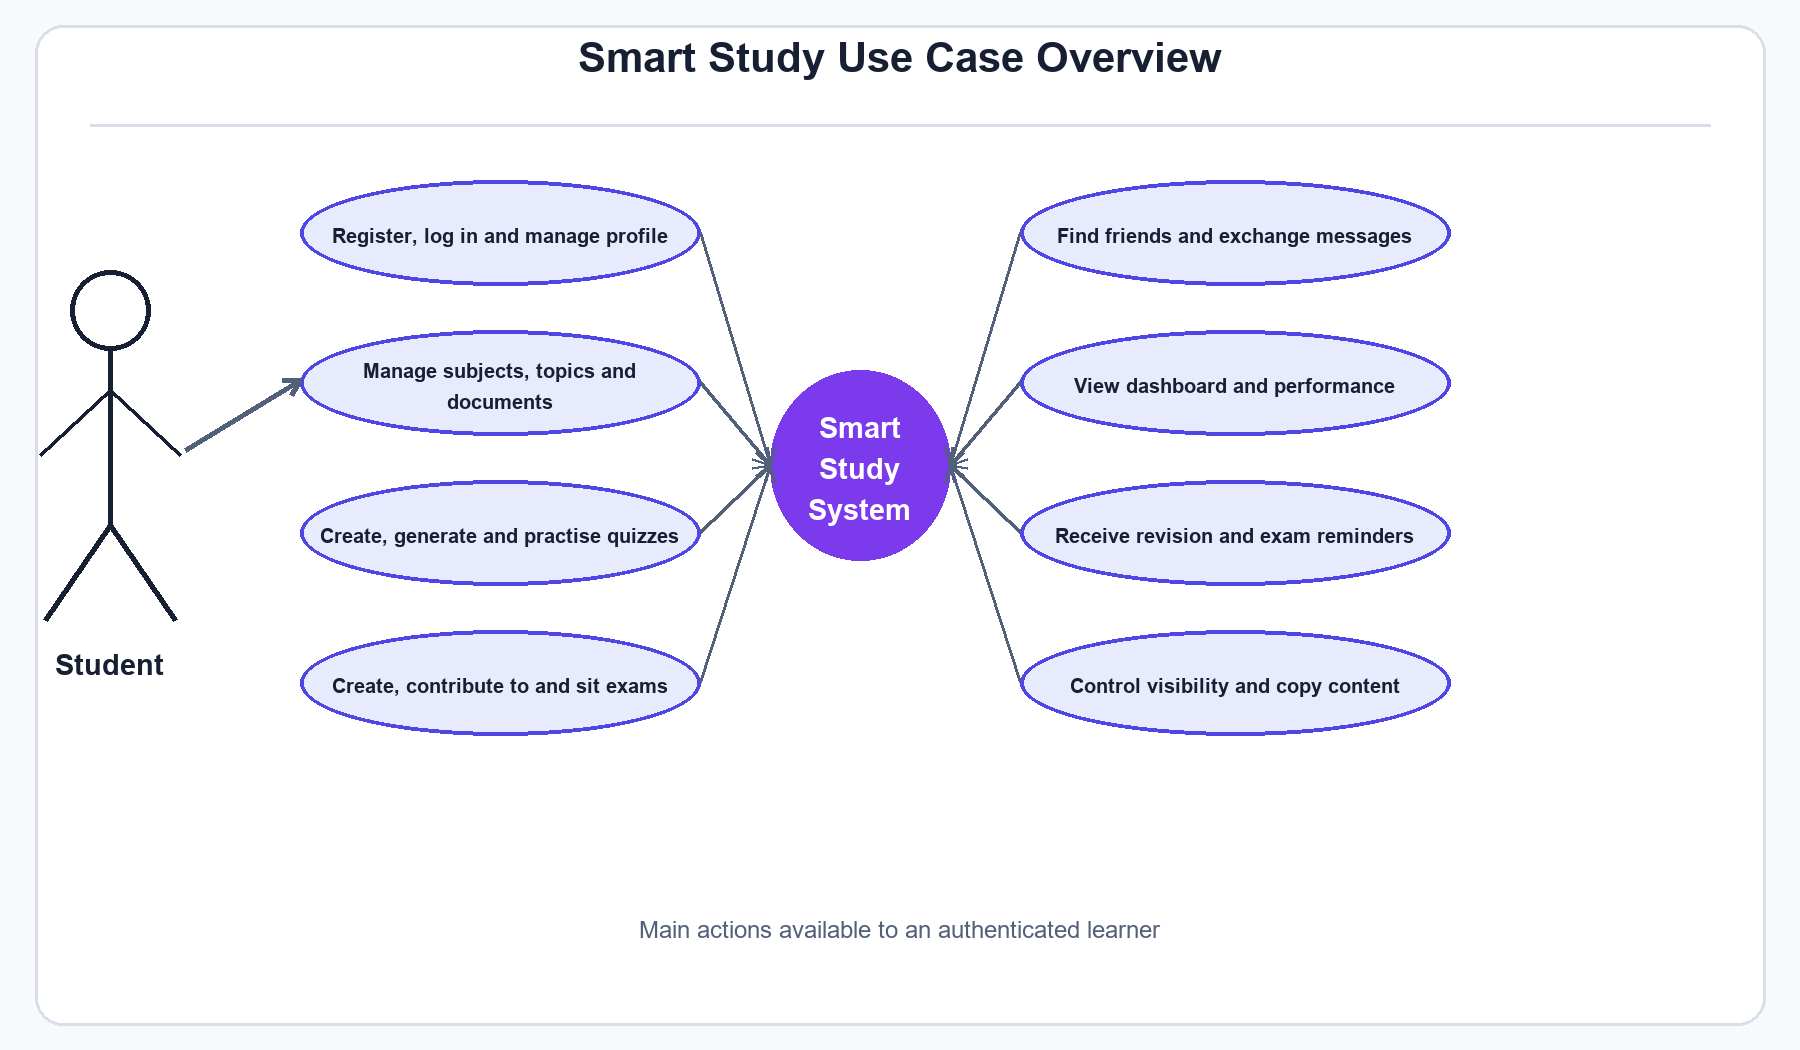 Smart Study Use Case Overview
Register, log in and manage profile
Manage subjects, topics and
documents
Create, generate and practise quizzes
Create, contribute to and sit exams
Student
Smart
Study
System
Find friends and exchange messages
View dashboard and performance
Receive revision and exam reminders
Control visibility and copy content
Main actions available to an authenticated learner